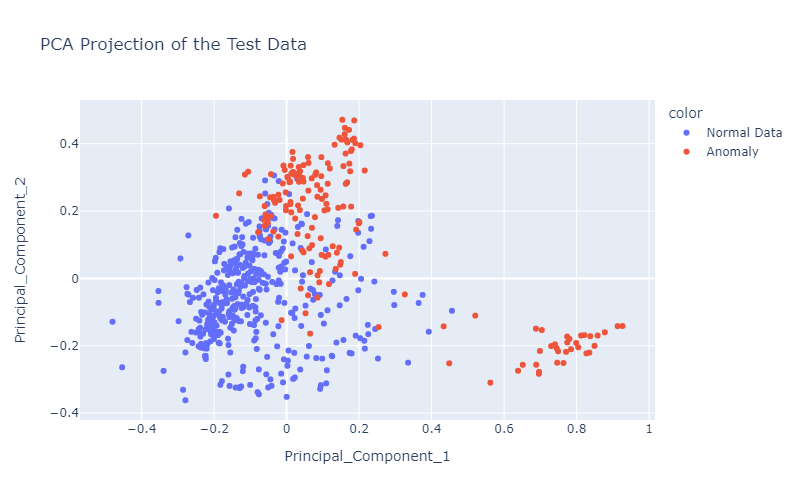 PCA Projection of the Test Data
color
Normal Data
Anomaly
Principal_Component_2
0.4
0.2
0
−0.2
−0.4
−0.4
−0.2
0
0.2
0.4
0.6
0.8
1
Principal_Component_1